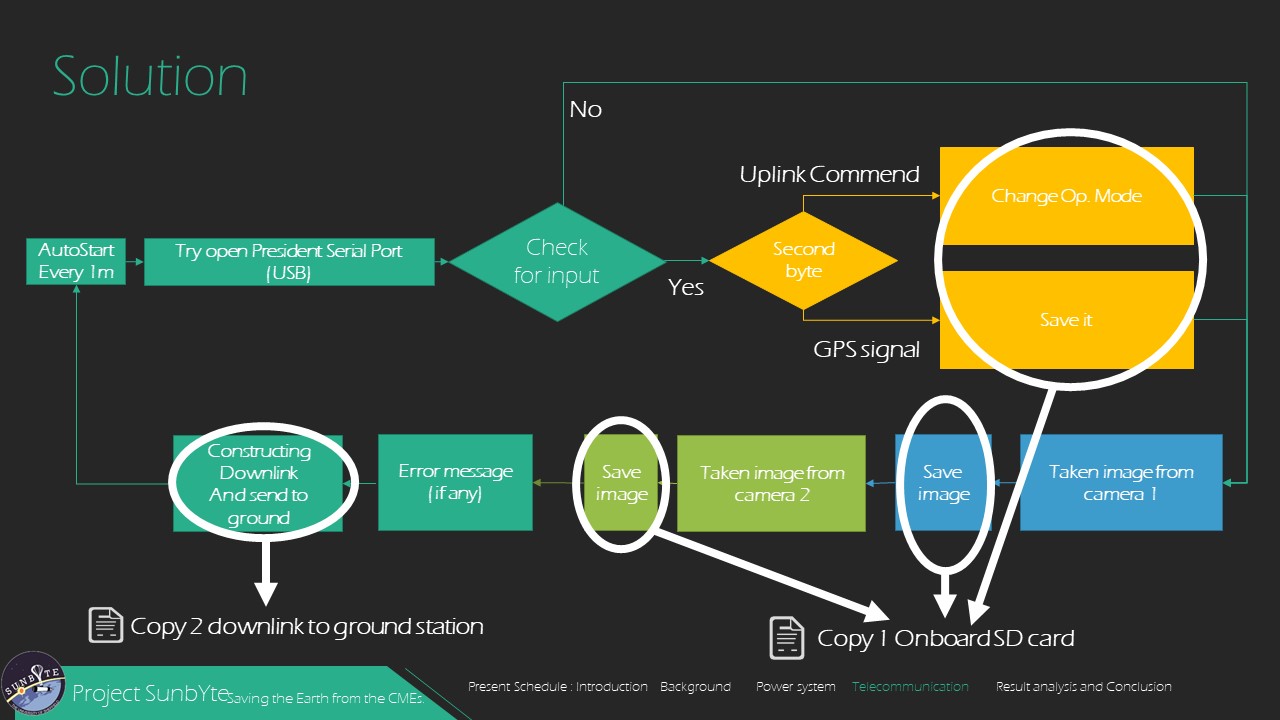 Solution
No
Uplink Commend
Change Op. Mode
AutoStart
Every 1m
Try open President Serial Port
(USB)
Check
for input
Yes
Second
byte
GPS signal
Save it
Constructing
Downlink
And send to
ground
Error message
(if any)
Save
image
Taken image from
camera 2
Save
image
Taken image from
camera 1
Copy 2 downlink to ground station
Copy 1 Onboard SD card
SUNBYTE
Project SunbYte Saving the Earth from the CMEs.
Present Schedule : Introduction Background Power system Telecommunication Result analysis and Conclusion